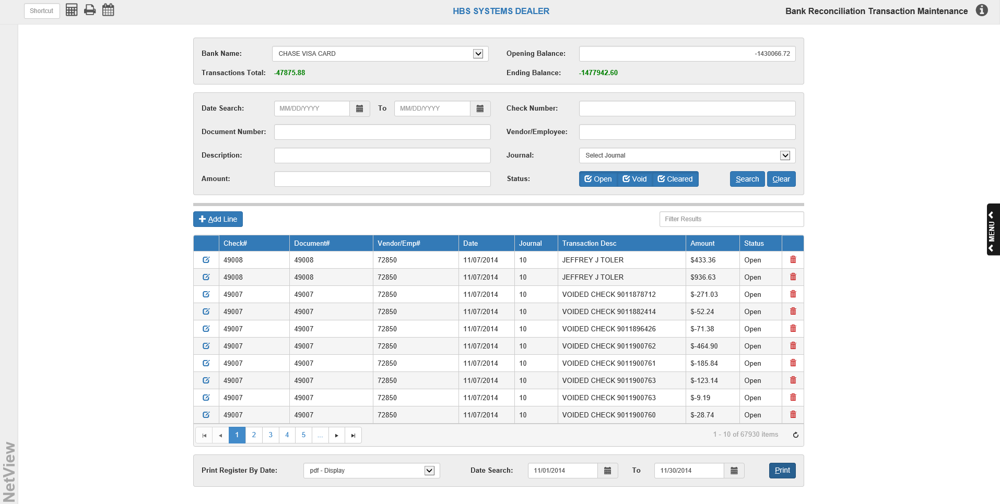 Shortcut HBS SYSTEMS DEALER Bank Reconciliation Transaction Maintenance
Bank Name: CHASE VISA CARD Opening Balance: -1430066.72
Transactions Total: -47875.88 Ending Balance: -1477942.60
Date Search: MM/DD/YYYY To MM/DD/YYYY Check Number:
Document Number: Vendor/Employee:
Description: Journal: Select Journal
Amount: Status: Open Void Cleared Search Clear
Add Line Filter Results
MENU
Check# Document# Vendor/Emp# Date Journal Transaction Desc Amount Status
49008 49008 72850 11/07/2014 10 JEFFREY J TOLER $433.36 Open
49008 49008 72850 11/07/2014 10 JEFFREY J TOLER $936.63 Open
49007 49007 72850 11/07/2014 10 VOIDED CHECK 9011878712 $-271.03 Open
49007 49007 72850 11/07/2014 10 VOIDED CHECK 9011882414 $-52.24 Open
49007 49007 72850 11/07/2014 10 VOIDED CHECK 9011896426 $-71.38 Open
49007 49007 72850 11/07/2014 10 VOIDED CHECK 9011900762 $-464.90 Open
49007 49007 72850 11/07/2014 10 VOIDED CHECK 9011900761 $-185.84 Open
49007 49007 72850 11/07/2014 10 VOIDED CHECK 9011900763 $-123.14 Open
49007 49007 72850 11/07/2014 10 VOIDED CHECK 9011900763 $-9.19 Open
49007 49007 72850 11/07/2014 10 VOIDED CHECK 9011900760 $-28.74 Open
1 2 3 4 5 ... 1 - 10 of 67930 items
Print Register By Date: pdf - Display Date Search: 11/01/2014 To 11/30/2014 Print
NetView